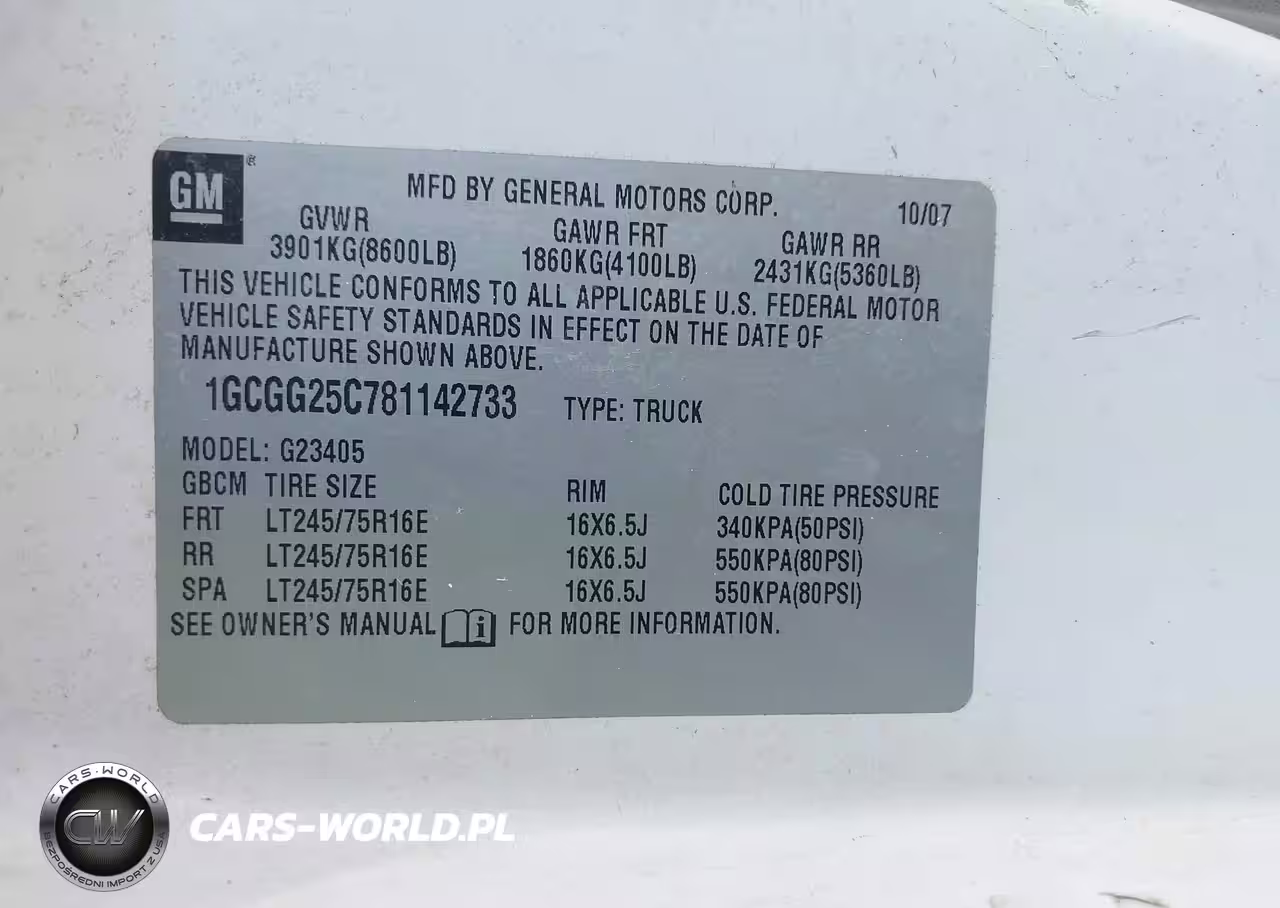 GM ®
MFD BY GENERAL MOTORS CORP. 10/07
GVWR GAWR FRT GAWR RR
3901KG(8600LB) 1860KG(4100LB) 2431KG(5360LB)
THIS VEHICLE CONFORMS TO ALL APPLICABLE U.S. FEDERAL MOTOR
VEHICLE SAFETY STANDARDS IN EFFECT ON THE DATE OF
MANUFACTURE SHOWN ABOVE.
1GCGG25C781142733 TYPE: TRUCK
MODEL: G23405
GBCM TIRE SIZE RIM COLD TIRE PRESSURE
FRT LT245/75R16E 16X6.5J 340KPA(50PSI)
RR LT245/75R16E 16X6.5J 550KPA(80PSI)
SPA LT245/75R16E 16X6.5J 550KPA(80PSI)
SEE OWNER'S MANUAL i FOR MORE INFORMATION.
CARS-WORLD
CW
BEZPOŚREDNI IMPORT Z USA
CARS-WORLD.PL